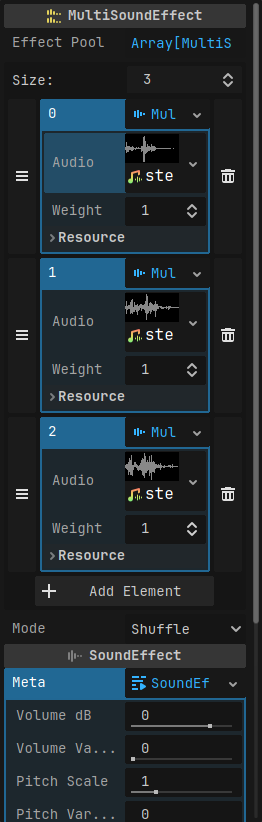 MultiSoundEffect
Effect Pool Array[MultiS
Size: 3
0 Mul
Audio ste
Weight 1
Resource
1 Mul
Audio ste
Weight 1
Resource
2 Mul
Audio ste
Weight 1
Resource
Add Element
Mode Shuffle
SoundEffect
Meta SoundEf
Volume dB 0
Volume Va... 0
Pitch Scale 1
Pitch Var... 0